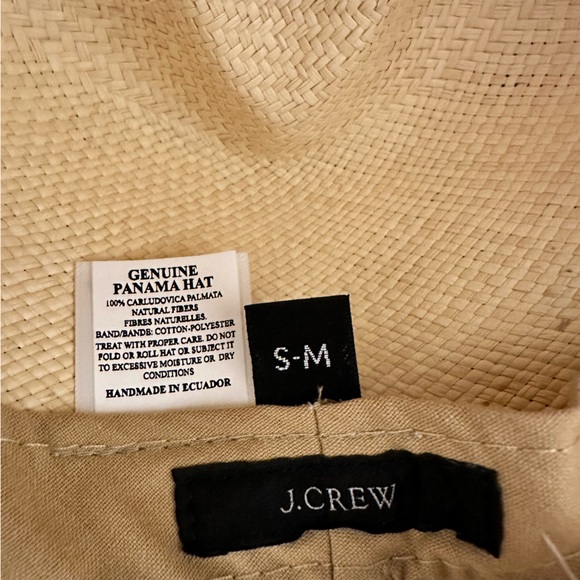 GENUINE
PANAMA HAT
100% CARLUDOVICA PALMATA
NATURAL FIBERS
FIBRES NATURELLES.
BAND/BANDE: COTTON-POLYESTER
TREAT WITH PROPER CARE. DO NOT
FOLD OR ROLL HAT OR SUBJECT IT
TO EXCESSIVE MOISTURE OR DRY
CONDITIONS
HANDMADE IN ECUADOR
S-M
J.CREW